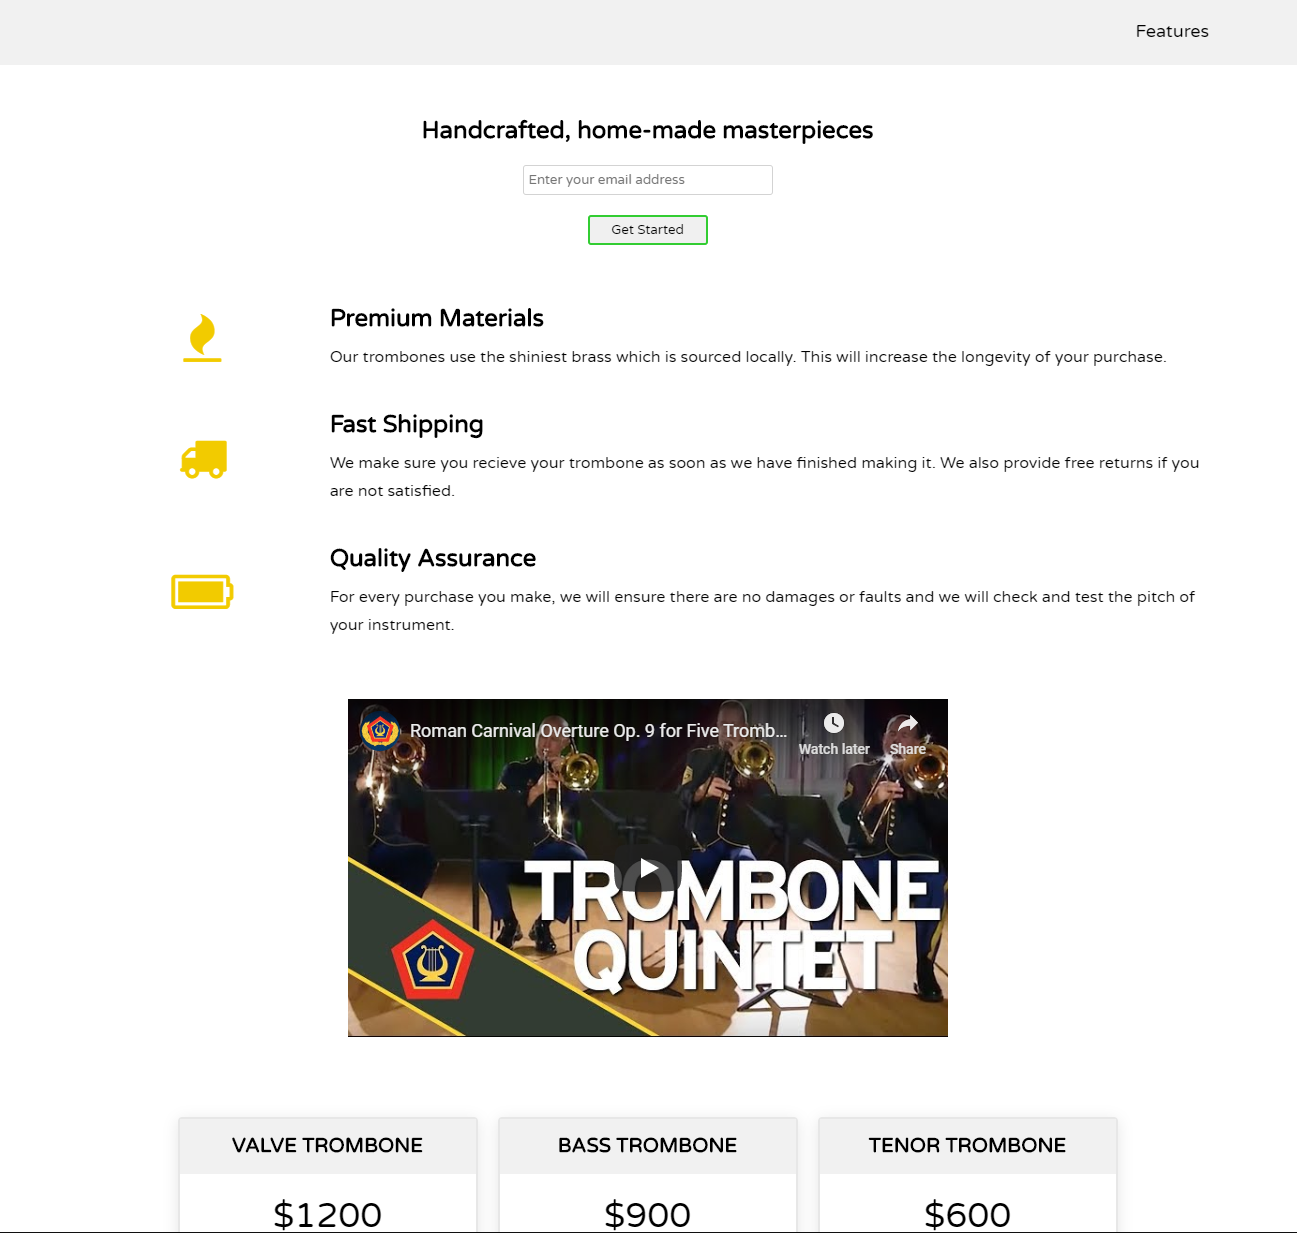 Features
Handcrafted, home-made masterpieces
Enter your email address
Get Started
Premium Materials
Our trombones use the shiniest brass which is sourced locally. This will increase the longevity of your purchase.
Fast Shipping
We make sure you recieve your trombone as soon as we have finished making it. We also provide free returns if you
are not satisfied.
Quality Assurance
For every purchase you make, we will ensure there are no damages or faults and we will check and test the pitch of
your instrument.
Roman Carnival Overture Op. 9 for Five Tromb...
Watch later
Share
TROMBONE
QUINTET
VALVE TROMBONE
BASS TROMBONE
TENOR TROMBONE
$1200
$900
$600